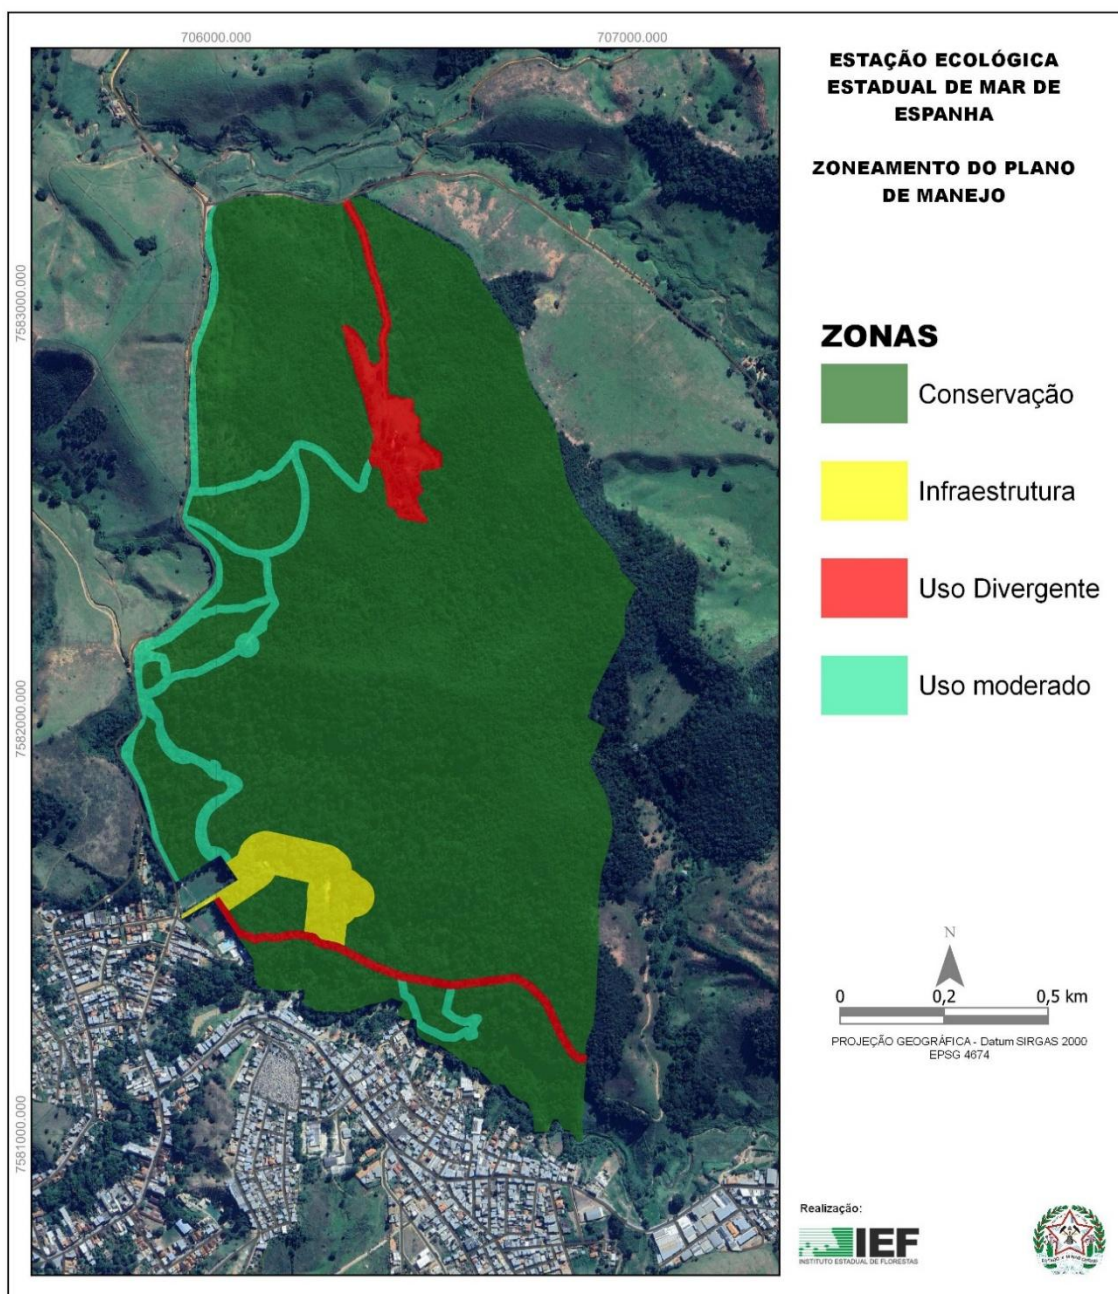 706000.000
707000.000
7583000.000
7582000.000
7581000.000
ESTAÇÃO ECOLÓGICA
ESTADUAL DE MAR DE
ESPANHA
ZONEAMENTO DO PLANO
DE MANEJO
ZONAS
Conservação
Infraestrutura
Uso Divergente
Uso moderado
N
0 0,2 0,5 km
PROJEÇÃO GEOGRÁFICA - Datum SIRGAS 2000
EPSG 4674
Realização:
IEF
INSTITUTO ESTADUAL DE FLORESTAS